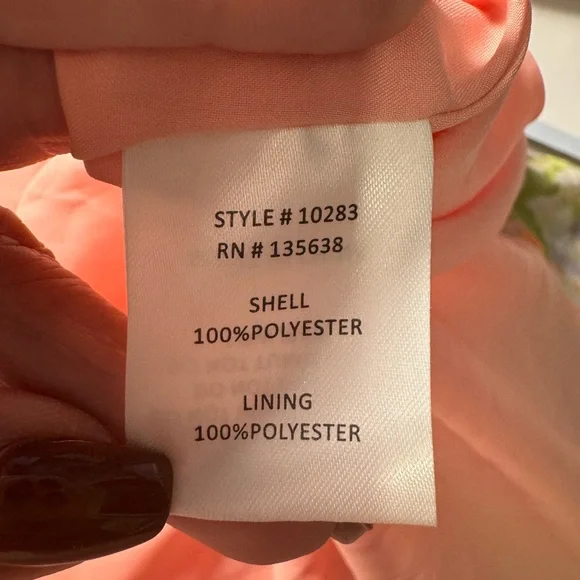 STYLE # 10283
RN # 135638
SHELL
100%POLYESTER
LINING
100%POLYESTER